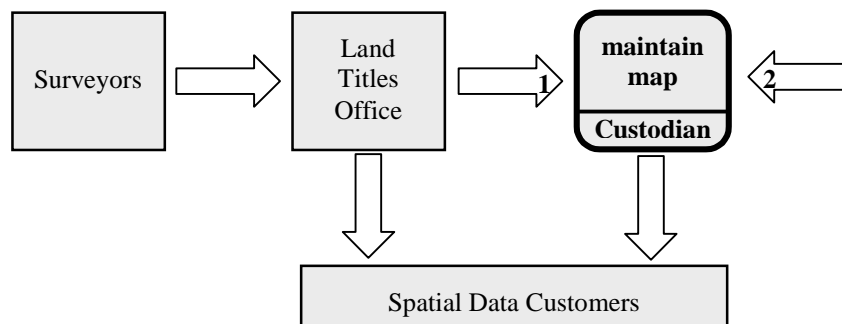 Surveyors
Land
Titles
Office
1
maintain
map
Custodian
2
Spatial Data Customers